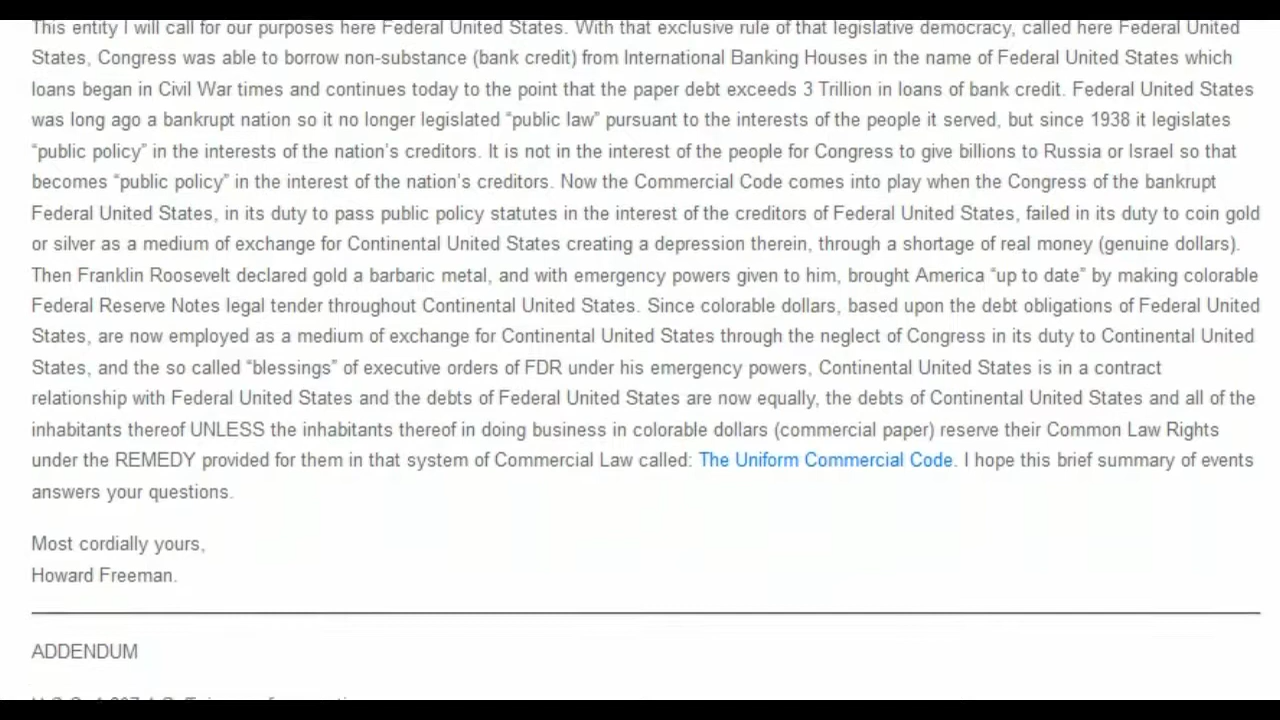 This entity I will call for our purposes here Federal United States. With that exclusive rule of that legislative democracy, called here Federal United
States, Congress was able to borrow non-substance (bank credit) from International Banking Houses in the name of Federal United States which
loans began in Civil War times and continues today to the point that the paper debt exceeds 3 Trillion in loans of bank credit. Federal United States
was long ago a bankrupt nation so it no longer legislated “public law” pursuant to the interests of the people it served, but since 1938 it legislates
“public policy” in the interests of the nation’s creditors. It is not in the interest of the people for Congress to give billions to Russia or Israel so that
becomes “public policy” in the interest of the nation’s creditors. Now the Commercial Code comes into play when the Congress of the bankrupt
Federal United States, in its duty to pass public policy statutes in the interest of the creditors of Federal United States, failed in its duty to coin gold
or silver as a medium of exchange for Continental United States creating a depression therein, through a shortage of real money (genuine dollars).
Then Franklin Roosevelt declared gold a barbaric metal, and with emergency powers given to him, brought America “up to date” by making colorable
Federal Reserve Notes legal tender throughout Continental United States. Since colorable dollars, based upon the debt obligations of Federal United
States, are now employed as a medium of exchange for Continental United States through the neglect of Congress in its duty to Continental United
States, and the so called “blessings” of executive orders of FDR under his emergency powers, Continental United States is in a contract
relationship with Federal United States and the debts of Federal United States are now equally, the debts of Continental United States and all of the
inhabitants thereof UNLESS the inhabitants thereof in doing business in colorable dollars (commercial paper) reserve their Common Law Rights
under the REMEDY provided for them in that system of Commercial Law called: The Uniform Commercial Code. I hope this brief summary of events
answers your questions.
Most cordially yours,
Howard Freeman.
ADDENDUM